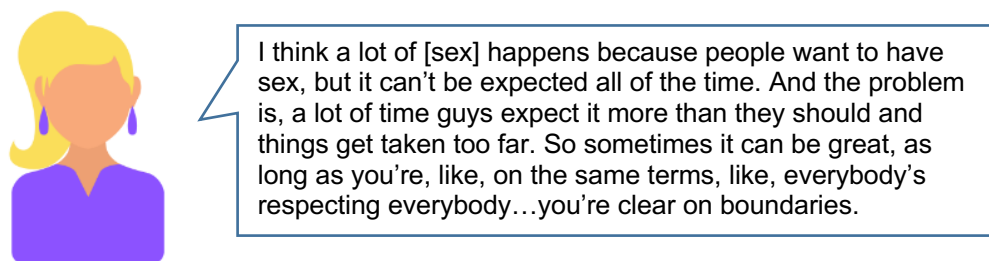 I think a lot of [sex] happens because people want to have
sex, but it can’t be expected all of the time. And the problem
is, a lot of time guys expect it more than they should and
things get taken too far. So sometimes it can be great, as
long as you’re, like, on the same terms, like, everybody’s
respecting everybody…you’re clear on boundaries.